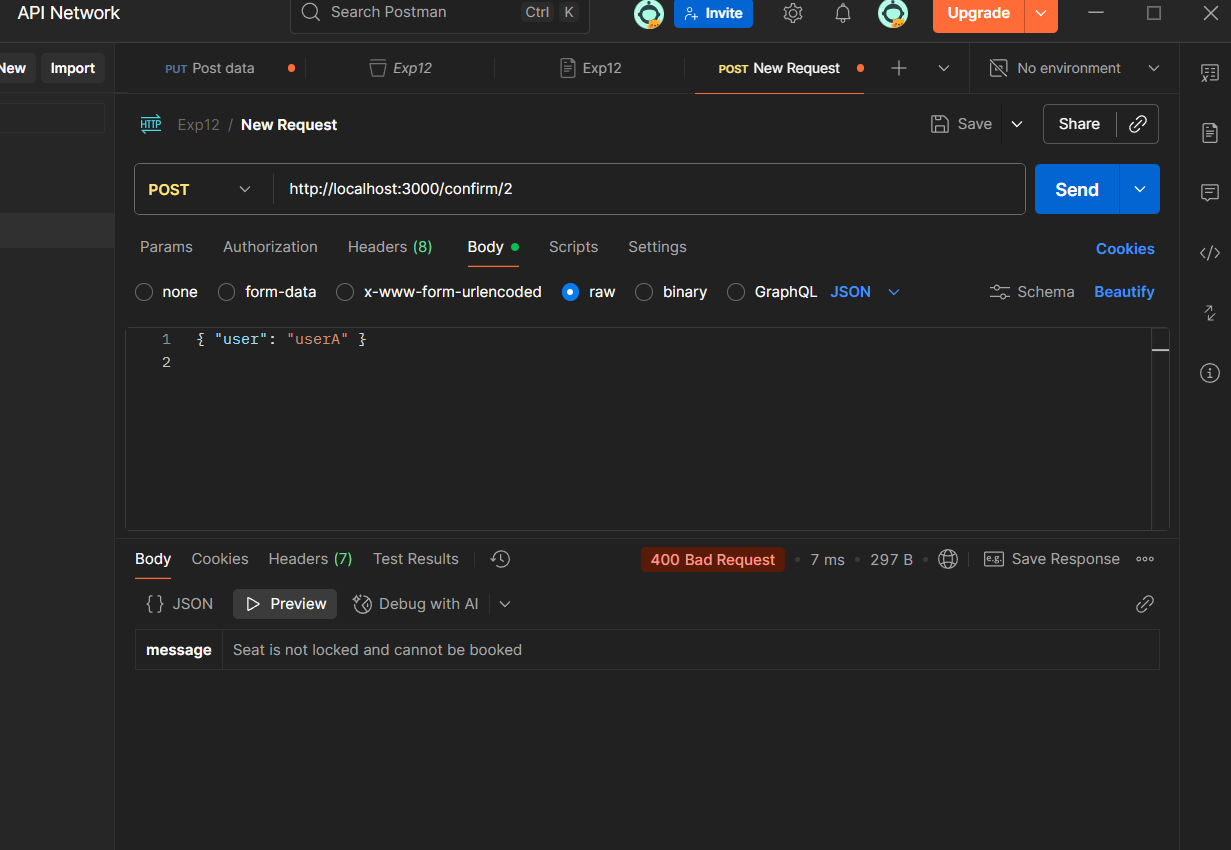 API Network
Search Postman Ctrl K
Invite
Upgrade
New Import
PUT Post data
Exp12
Exp12
POST New Request
No environment
HTTP Exp12 / New Request
Save
Share
POST http://localhost:3000/confirm/2
Send
Params Authorization Headers (8) Body Scripts Settings
Cookies
none form-data x-www-form-urlencoded raw binary GraphQL JSON
Schema Beautify
1 { "user": "userA" }
2
Body Cookies Headers (7) Test Results
400 Bad Request • 7 ms • 297 B •
e.g. Save Response
{} JSON Preview Debug with AI
message Seat is not locked and cannot be booked